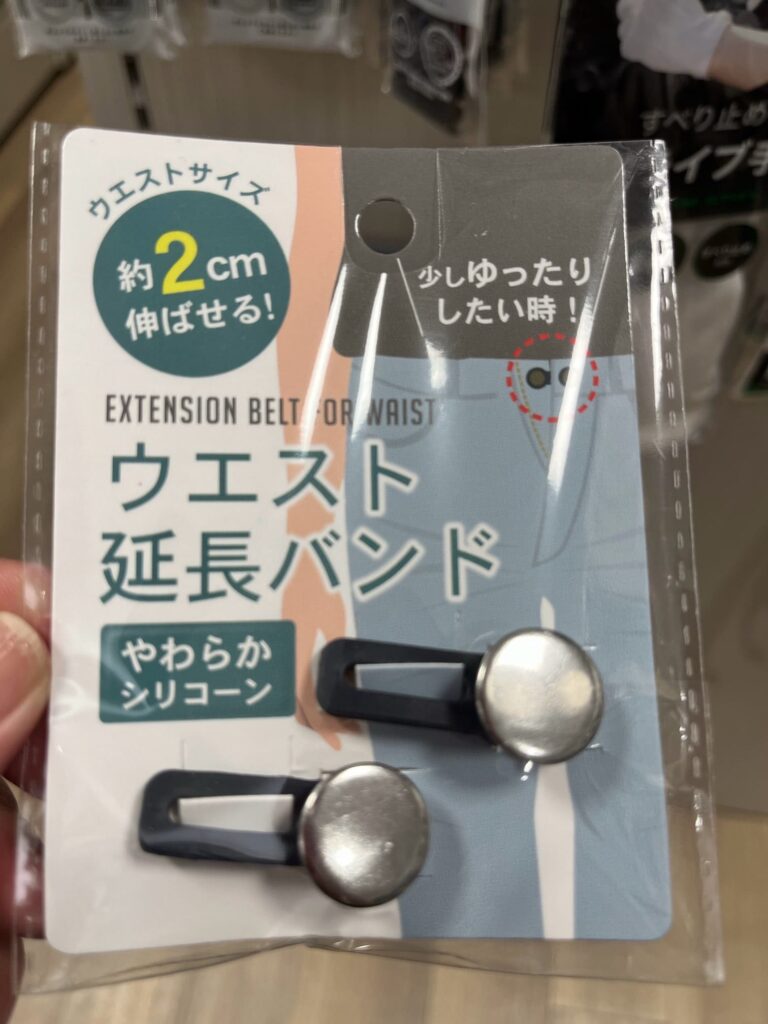 ウエストサイズ
約2cm
伸ばせる!
少しゆったり
したい時!
EXTENSION BELT FOR WAIST
ウエスト
延長バンド
やわらか
シリコーン
すべり止め